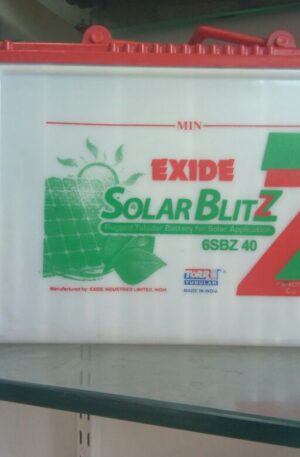 MIN
EXIDE
SOLAR BLITZ
Rugged Tubular Battery for Solar Application
6SBZ 40
TORR
TUBULAR
MADE IN INDIA
Manufactured by: EXIDE INDUSTRIES LIMITED, INDIA